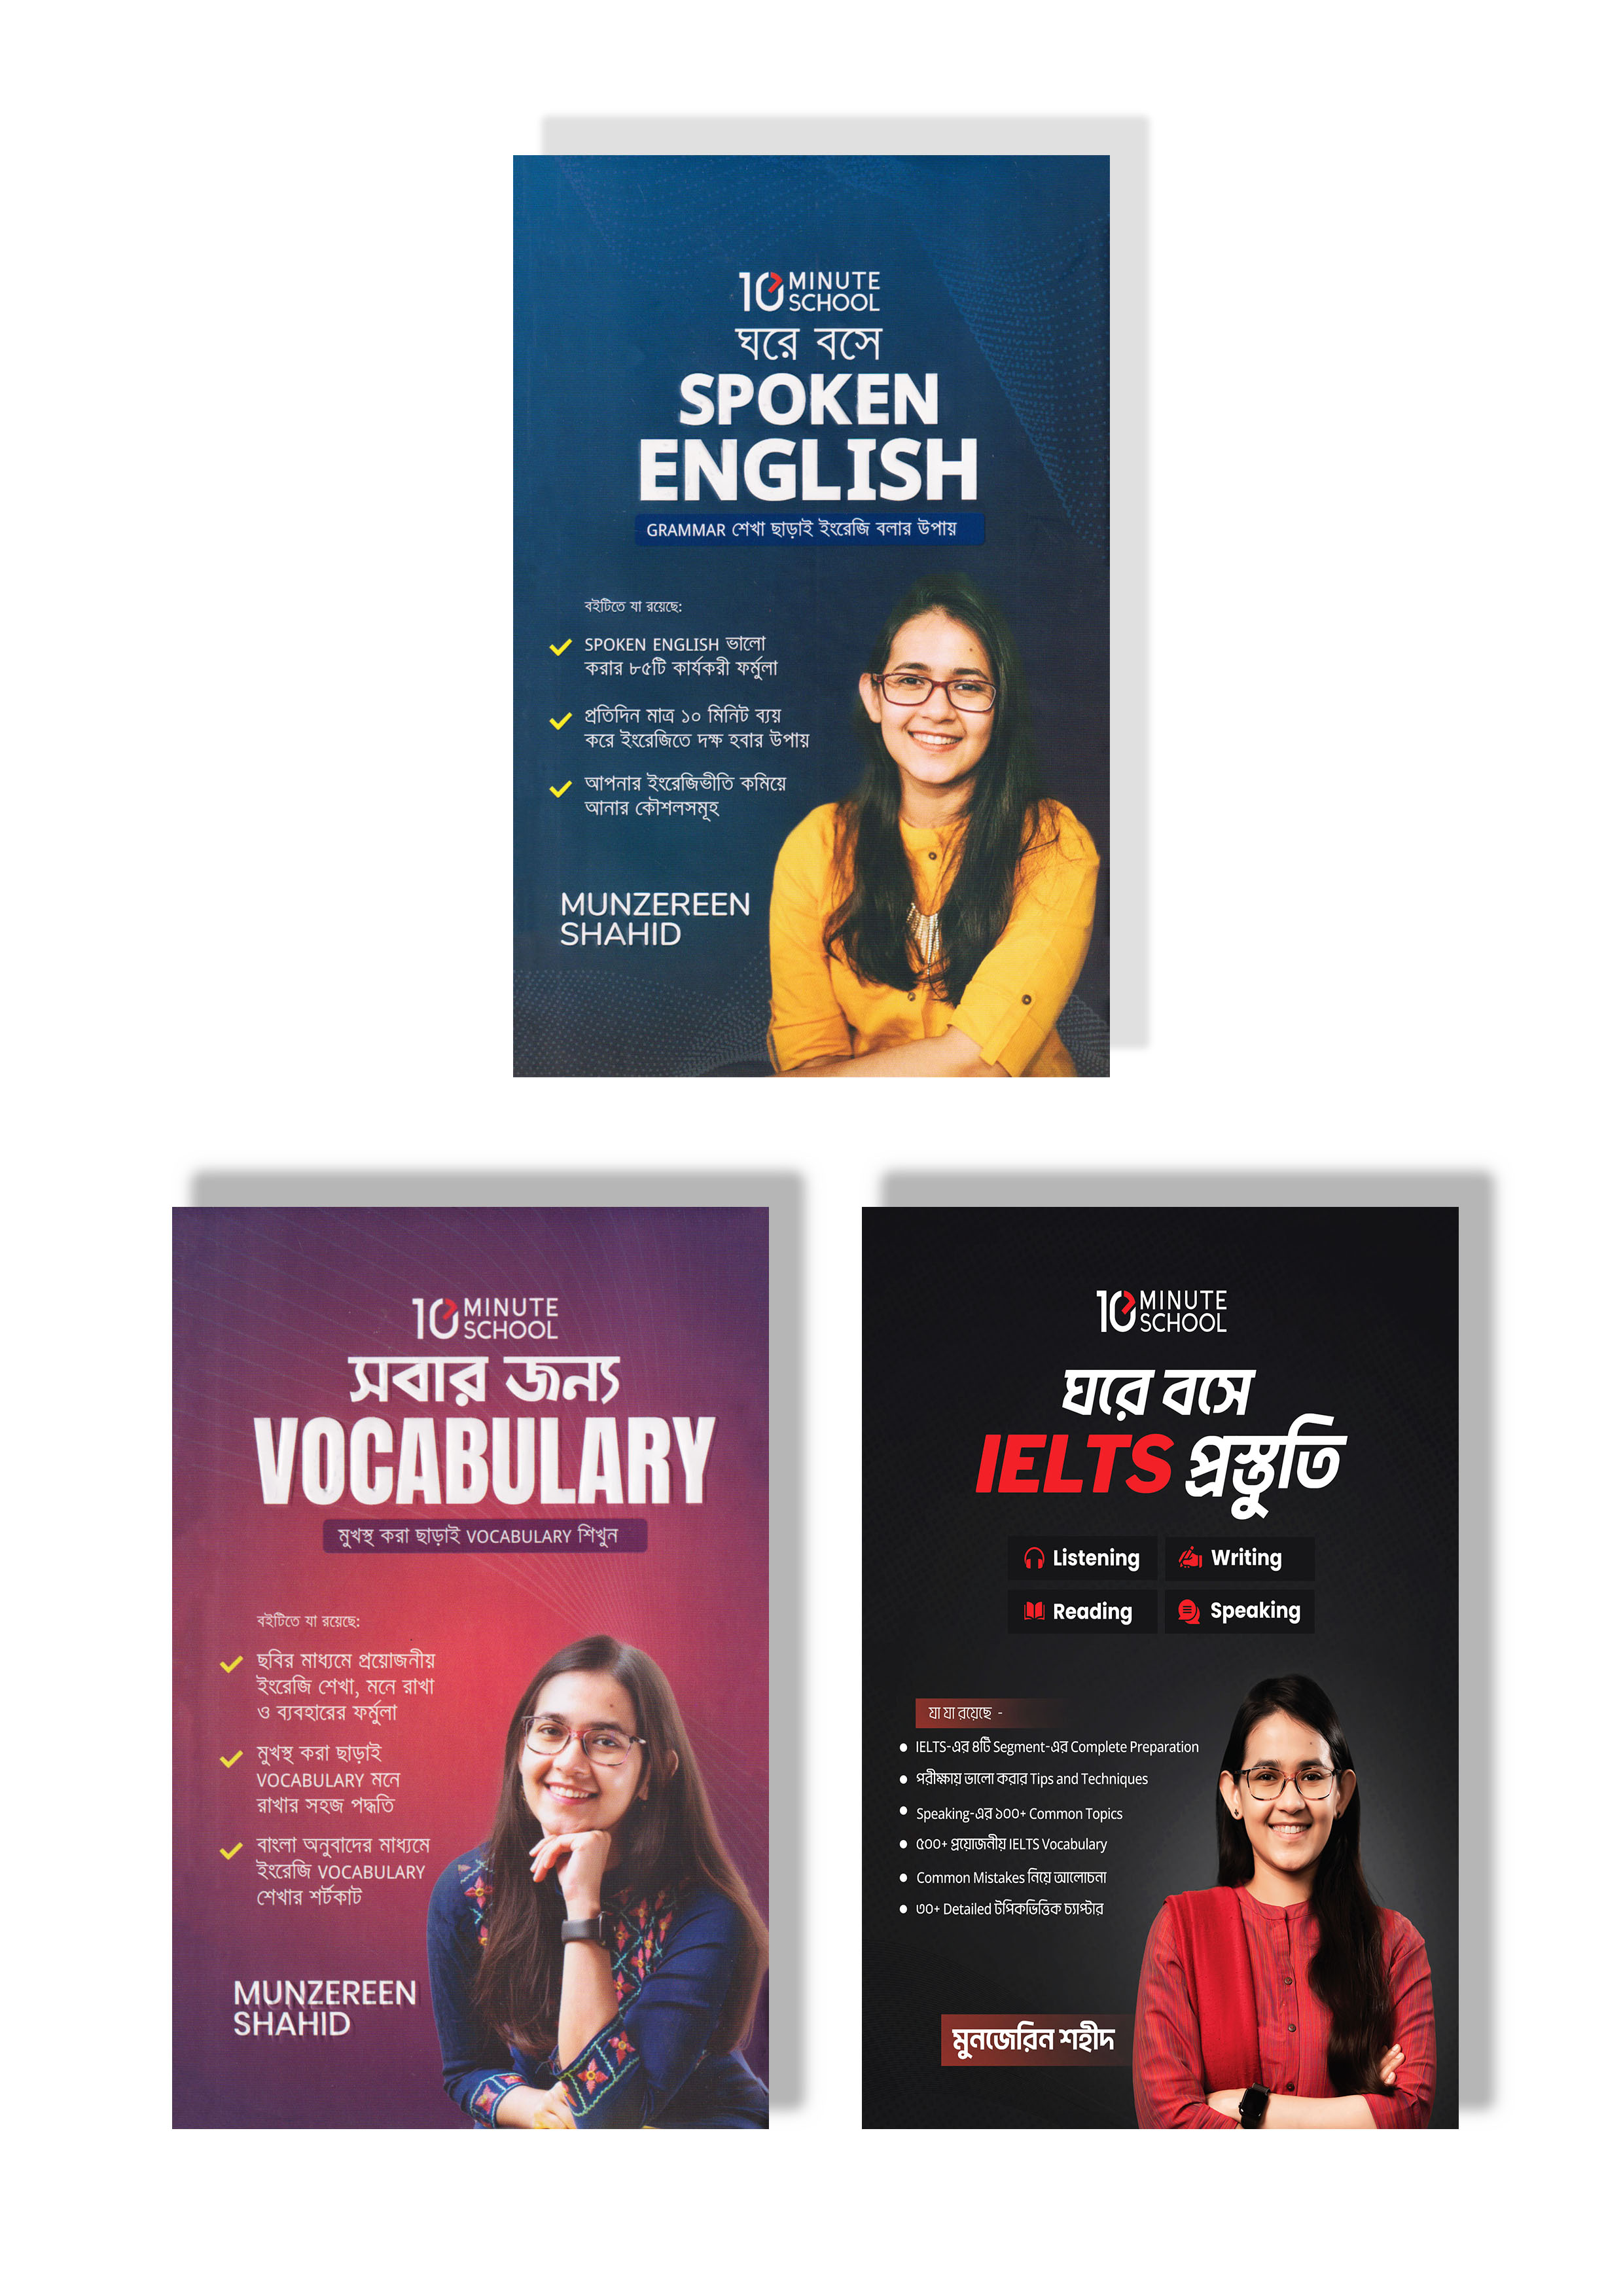 10 MINUTE SCHOOL
ঘরে বসে
SPOKEN
ENGLISH
GRAMMAR শেখা ছাড়াই ইংরেজি বলার উপায়
বইটিতে যা রয়েছে:
SPOKEN ENGLISH ভালো
করার ৮৫টি কার্যকরী ফর্মুলা
প্রতিদিন মাত্র ১০ মিনিট ব্যয়
করে ইংরেজিতে দক্ষ হবার উপায়
আপনার ইংরেজিভীতি কমিয়ে
আনার কৌশলসমূহ
MUNZEREEN
SHAHID
10 MINUTE SCHOOL
সবার জন্য
VOCABULARY
মুখস্থ করা ছাড়াই VOCABULARY শিখুন
বইটিতে যা রয়েছে:
ছবির মাধ্যমে প্রয়োজনীয়
ইংরেজি শেখা, মনে রাখা
ও ব্যবহারের ফর্মুলা
মুখস্থ করা ছাড়াই
VOCABULARY মনে
রাখার সহজ পদ্ধতি
বাংলা অনুবাদের মাধ্যমে
ইংরেজি VOCABULARY
শেখার শর্টকাট
MUNZEREEN
SHAHID
10 MINUTE SCHOOL
ঘরে বসে
IELTS প্রস্তুতি
Listening
Writing
Reading
Speaking
যা যা রয়েছে -
IELTS-এর ৪টি Segment-এর Complete Preparation
পরীক্ষায় ভালো করার Tips and Techniques
Speaking-এর ১০০+ Common Topics
৫০০+ প্রয়োজনীয় IELTS Vocabulary
Common Mistakes নিয়ে আলোচনা
৩০+ Detailed টপিকভিত্তিক চ্যাপ্টার
মুনজেরিন শহীদ